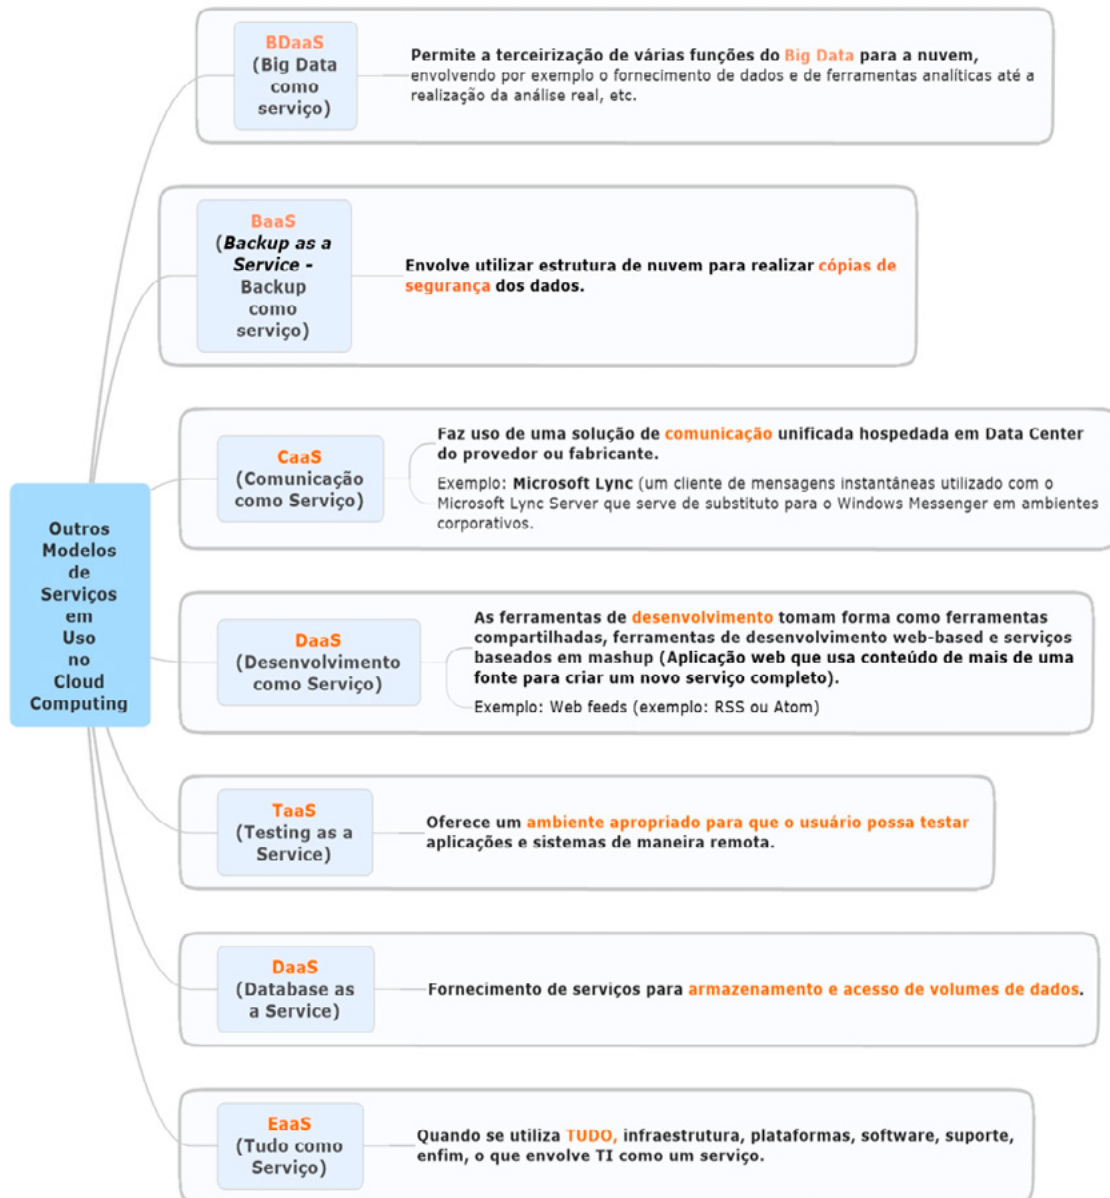 BDaaS
(Big Data
como
serviço)
Permite a terceirização de várias funções do Big Data para a nuvem,
envolvendo por exemplo o fornecimento de dados e de ferramentas analíticas até a
realização da análise real, etc.
BaaS
(Backup as a
Service -
Backup
como
serviço)
Envolve utilizar estrutura de nuvem para realizar cópias de
segurança dos dados.
CaaS
(Comunicação
como Serviço)
Faz uso de uma solução de comunicação unificada hospedada em Data Center
do provedor ou fabricante.
Exemplo: Microsoft Lync (um cliente de mensagens instantâneas utilizado com o
Microsoft Lync Server que serve de substituto para o Windows Messenger em ambientes
corporativos.
Outros
Modelos
de
Serviços
em
Uso
no
Cloud
Computing
DaaS
(Desenvolvimento
como Serviço)
As ferramentas de desenvolvimento tomam forma como ferramentas
compartilhadas, ferramentas de desenvolvimento web-based e serviços
baseados em mashup (Aplicação web que usa conteúdo de mais de uma
fonte para criar um novo serviço completo).
Exemplo: Web feeds (exemplo: RSS ou Atom)
TaaS
(Testing as a
Service)
Oferece um ambiente apropriado para que o usuário possa testar
aplicações e sistemas de maneira remota.
DaaS
(Database as
a Service)
Fornecimento de serviços para armazenamento e acesso de volumes de dados.
EaaS
(Tudo como
Serviço)
Quando se utiliza TUDO, infraestrutura, plataformas, software, suporte,
enfim, o que envolve TI como um serviço.